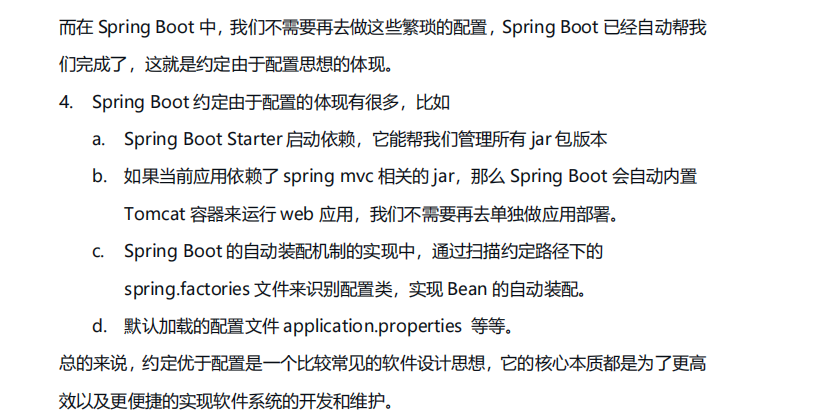 而在 Spring Boot 中，我们不需要再去做这些繁琐的配置，Spring Boot 已经自动帮我
们完成了，这就是约定由于配置思想的体现。
4. Spring Boot 约定由于配置的体现有很多，比如
a. Spring Boot Starter 启动依赖，它能帮我们管理所有 jar 包版本
b. 如果当前应用依赖了 spring mvc 相关的 jar，那么 Spring Boot 会自动内置
Tomcat 容器来运行 web 应用，我们不需要再去单独做应用部署。
c. Spring Boot 的自动装配机制的实现中，通过扫描约定路径下的
spring.factories 文件来识别配置类，实现 Bean 的自动装配。
d. 默认加载的配置文件 application.properties 等等。
总的来说，约定优于配置是一个比较常见的软件设计思想，它的核心本质都是为了更高
效以及更便捷的实现软件系统的开发和维护。